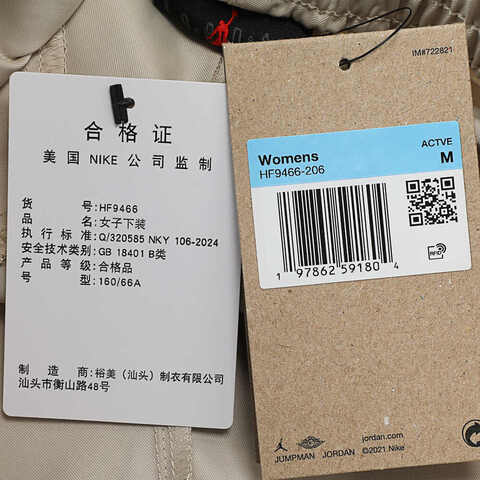 合格证
美国 NIKE 公司监制
货 号:HF9466
品 名:女子下装
执行标准:Q/320585 NKY 106-2024
安全技术类别:GB 18401 B类
产品等级:合格品
号 型:160/66A
制 造 商:裕美（汕头）制衣有限公司
汕头市衡山路48号
IM#722821
ACTVE
Womens M
HF9466-206
RFID
1 97862 59180 4
JUMPMAN JORDAN
jordan.com
©2021 Nike